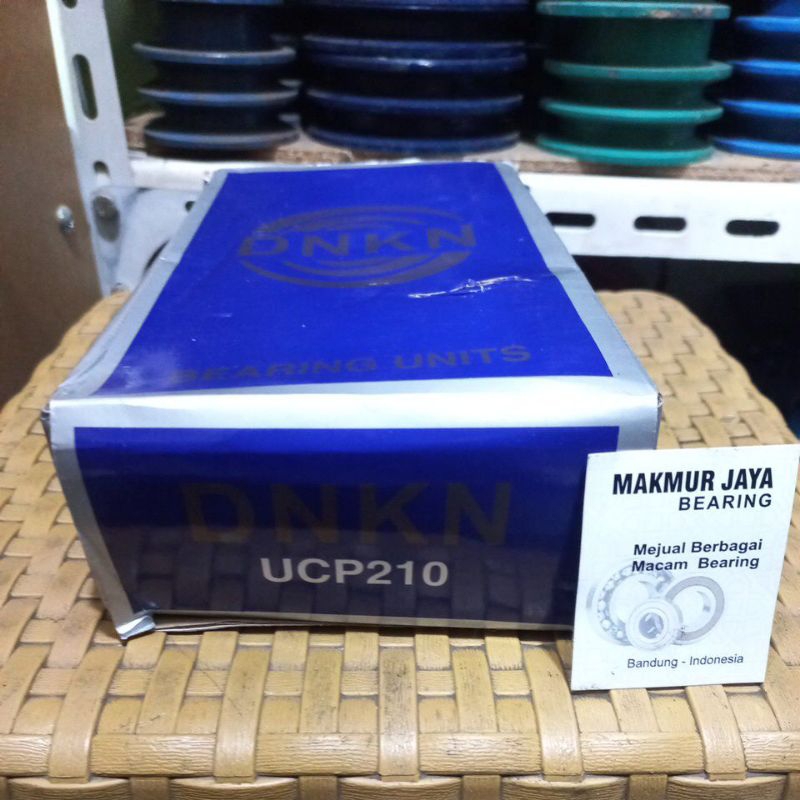 DNKN
BEARING UNITS
DNKN
UCP210
MAKMUR JAYA
BEARING
Mejual Berbagai
Macam Bearing
Bandung - Indonesia